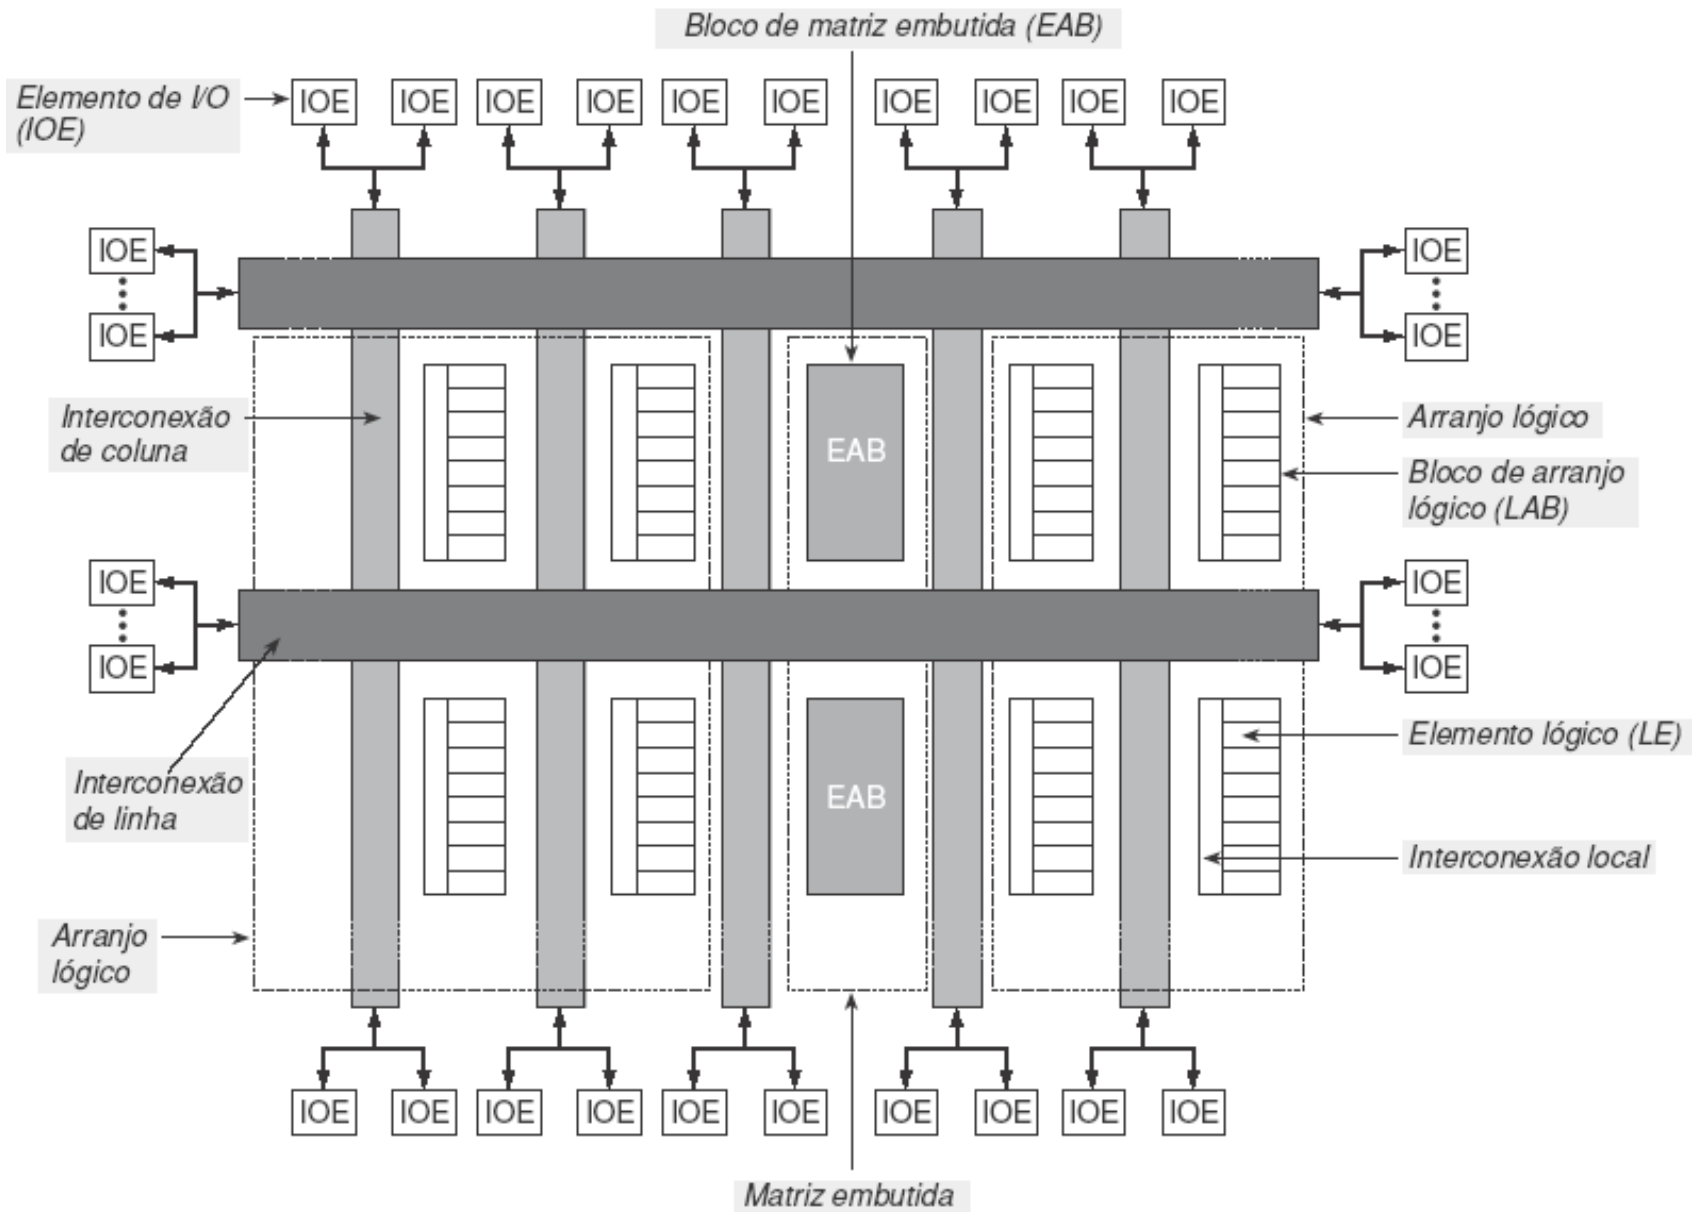 Bloco de matriz embutida (EAB)
Elemento de I/O
(IOE)
IOE IOE IOE IOE IOE IOE IOE IOE IOE IOE
IOE IOE
IOE IOE
Interconexão
de coluna
EAB
Arranjo lógico
Bloco de arranjo
lógico (LAB)
IOE IOE
IOE IOE
Elemento lógico (LE)
Interconexão
de linha
EAB
Interconexão local
Arranjo
lógico
IOE IOE IOE IOE IOE IOE IOE IOE IOE IOE
Matriz embutida